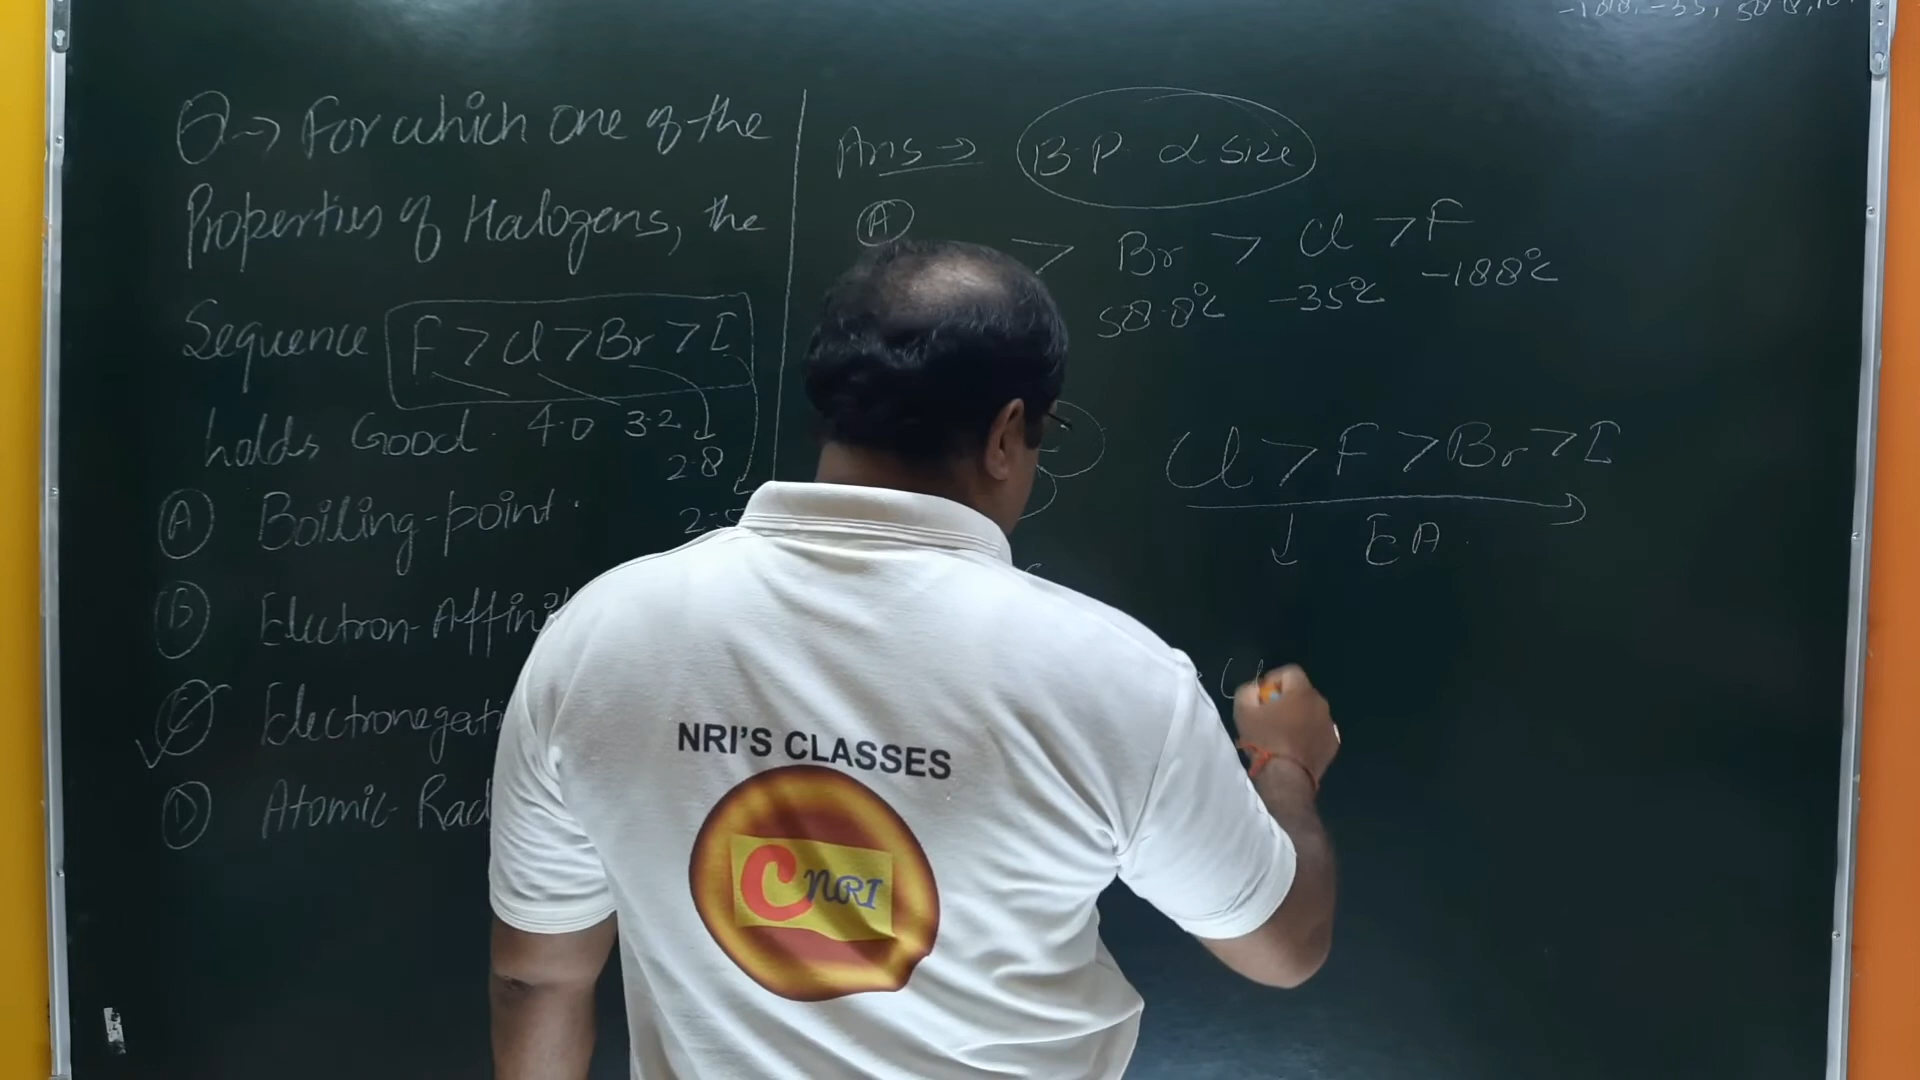 Q→ For which one of the
Properties of Halogens, the
Sequence F > Cl > Br > I
holds Good. 4.0 3.2
2.8
(A) Boiling-point.
(B) Electron-Affini
(C) Electronegati
(D) Atomic-Rad
Ans→ B.P ∝ Size
(A)
> Br > Cl > F
58.8°C -35°C -188°C
Cl > F > Br > I
↓ EA.
NRI'S CLASSES
C NRI